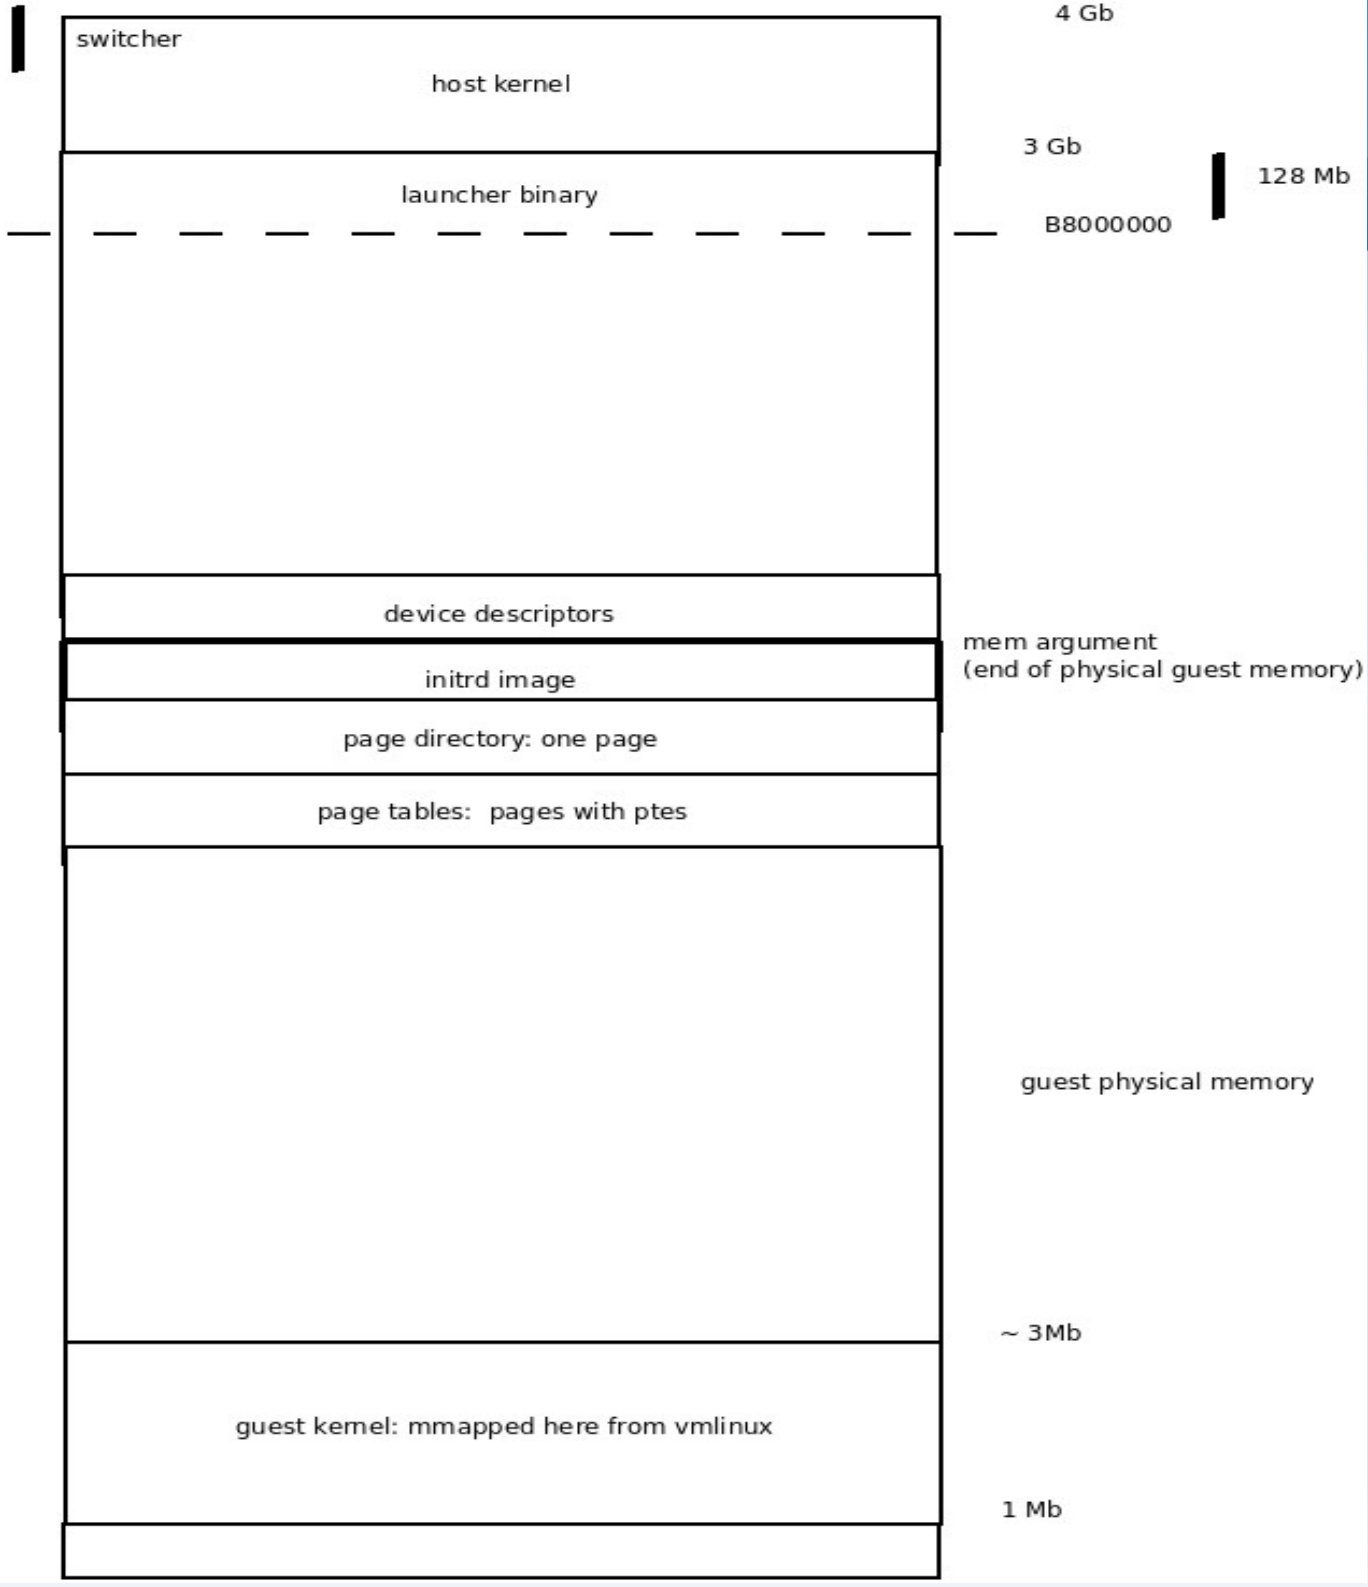 4 Gb
switcher
host kernel
3 Gb
128 Mb
launcher binary
B8000000
device descriptors
mem argument
(end of physical guest memory)
initrd image
page directory: one page
page tables:  pages with ptes
guest physical memory
~ 3Mb
guest kernel: mmapped here from vmlinux
1 Mb